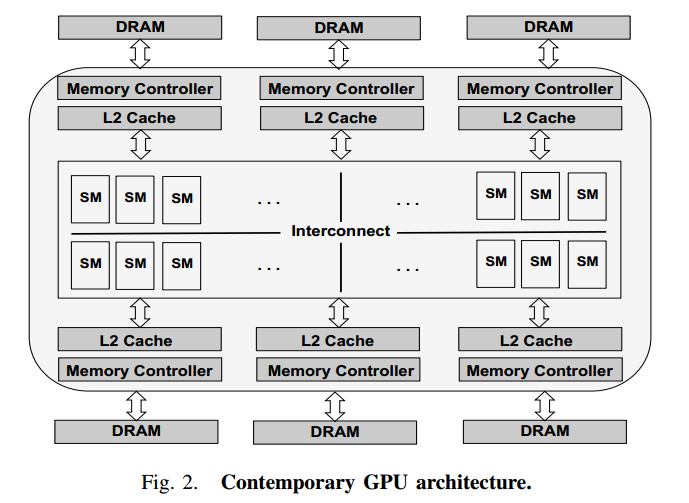 DRAM DRAM DRAM
Memory Controller Memory Controller Memory Controller
L2 Cache L2 Cache L2 Cache
SM SM SM . . . . . . SM SM SM
Interconnect
SM SM SM . . . . . . SM SM SM
L2 Cache L2 Cache L2 Cache
Memory Controller Memory Controller Memory Controller
DRAM DRAM DRAM
Fig. 2. Contemporary GPU architecture.